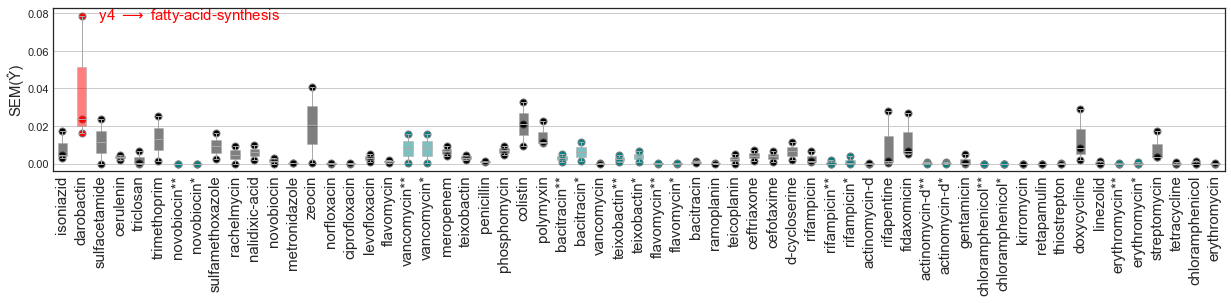 y4 ⟶ fatty-acid-synthesis
SEM(Ŷ)
0.08
0.06
0.04
0.02
0.00
isoniazid
darobactin
sulfacetamide
cerulenin
triclosan
trimethoprim
novobiocin**
novobiocin*
sulfamethoxazole
rachelmycin
nalidixic-acid
novobiocin
metronidazole
zeocin
norfloxacin
ciprofloxacin
levofloxacin
flavomycin
vancomycin**
vancomycin*
meropenem
teixobactin
penicillin
phosphomycin
colistin
polymyxin
bacitracin**
bacitracin*
vancomycin
teixobactin**
teixobactin*
flavomycin**
flavomycin*
bacitracin
ramoplanin
teicoplanin
ceftriaxone
cefotaxime
d-cycloserine
rifampicin
rifampicin**
rifampicin*
actinomycin-d
rifapentine
fidaxomicin
actinomycin-d**
actinomycin-d*
gentamicin
chloramphenicol**
chloramphenicol*
kirromycin
retapamulin
thiostrepton
doxycycline
linezolid
erythromycin**
erythromycin*
streptomycin
tetracycline
chloramphenicol
erythromycin